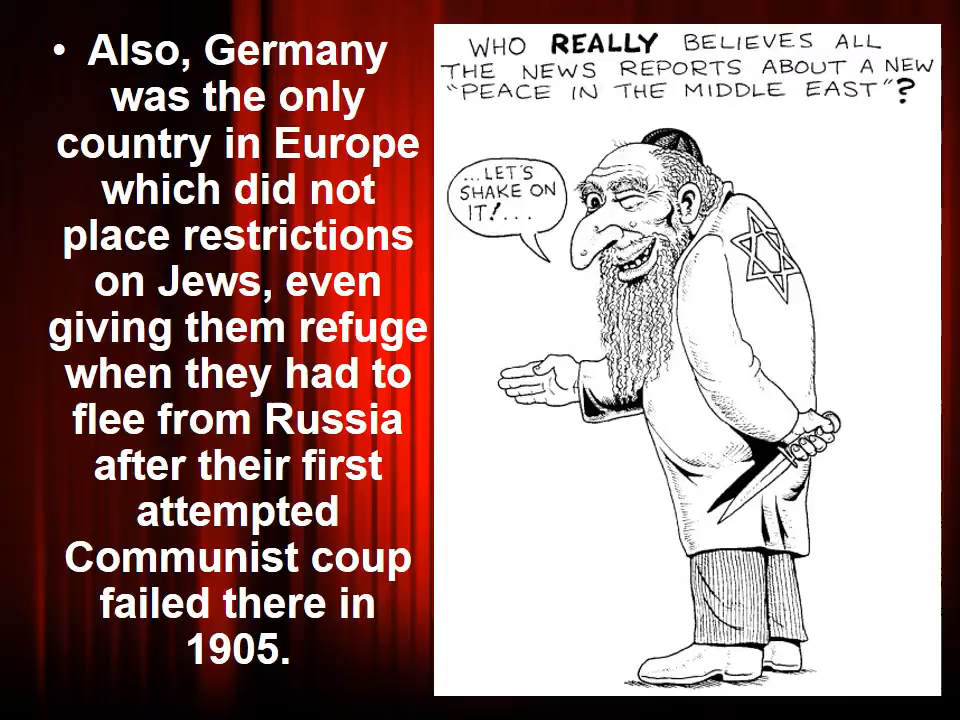 • Also, Germany
was the only
country in Europe
which did not
place restrictions
on Jews, even
giving them refuge
when they had to
flee from Russia
after their first
attempted
Communist coup
failed there in
1905.
WHO REALLY BELIEVES ALL
THE NEWS REPORTS ABOUT A NEW
"PEACE IN THE MIDDLE EAST"?
...LET'S
SHAKE ON
IT!...